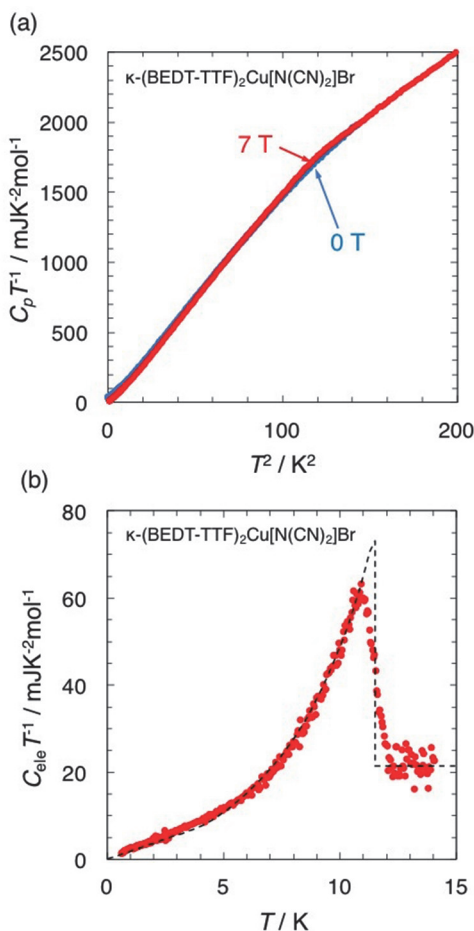 (a)
2500
κ-(BEDT-TTF)₂Cu[N(CN)₂]Br
2000
7 T
1500
0 T
1000
500
0
CₚT⁻¹ / mJK⁻²mol⁻¹
0 100 200
T² / K²
(b)
80
κ-(BEDT-TTF)₂Cu[N(CN)₂]Br
60
40
20
0
CₑₗₑT⁻¹ / mJK⁻²mol⁻¹
0 5 10 15
T / K